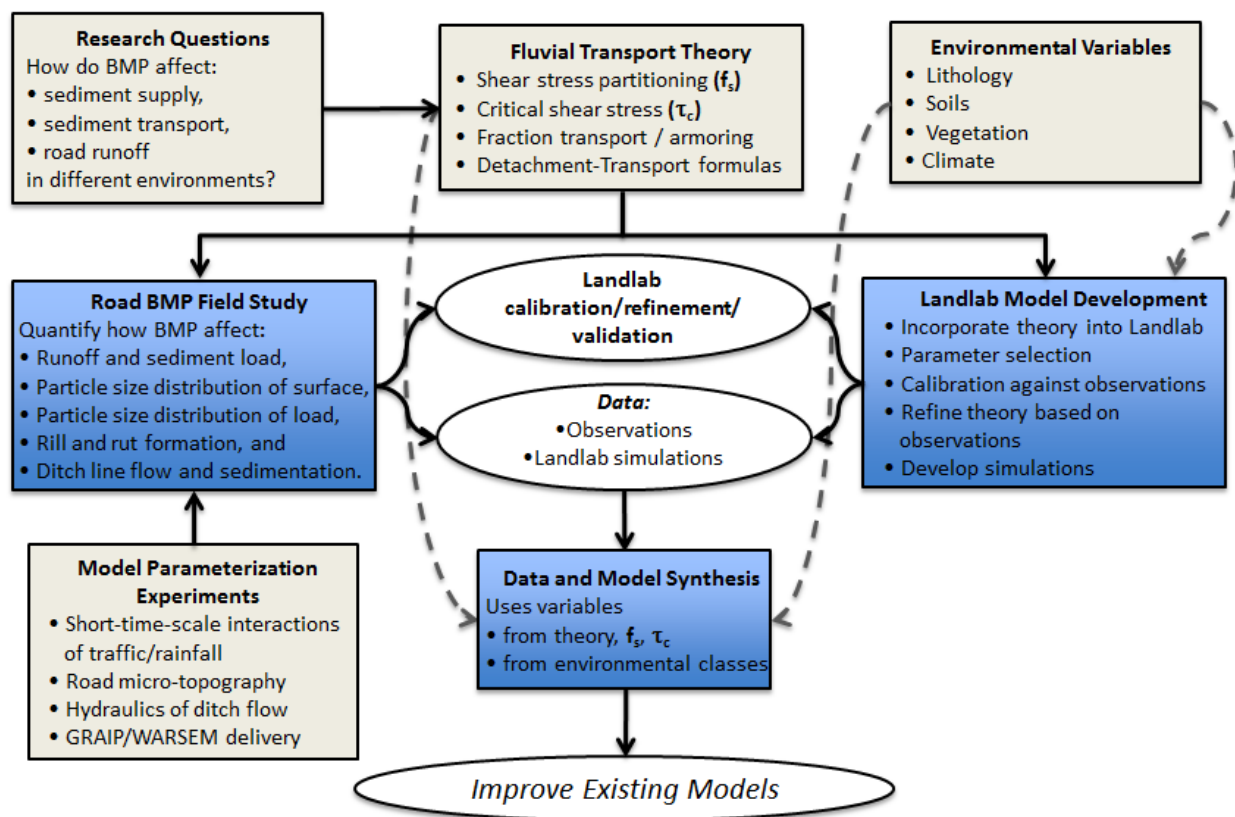 Research Questions
How do BMP affect:
• sediment supply,
• sediment transport,
• road runoff
in different environments?
Fluvial Transport Theory
• Shear stress partitioning (fs)
• Critical shear stress (τc)
• Fraction transport / armoring
• Detachment-Transport formulas
Environmental Variables
• Lithology
• Soils
• Vegetation
• Climate
Road BMP Field Study
Quantify how BMP affect:
• Runoff and sediment load,
• Particle size distribution of surface,
• Particle size distribution of load,
• Rill and rut formation, and
• Ditch line flow and sedimentation.
Landlab
calibration/refinement/
validation
Data:
•Observations
•Landlab simulations
Landlab Model Development
• Incorporate theory into Landlab
• Parameter selection
• Calibration against observations
• Refine theory based on
observations
• Develop simulations
Model Parameterization
Experiments
• Short-time-scale interactions
of traffic/rainfall
• Road micro-topography
• Hydraulics of ditch flow
• GRAIP/WARSEM delivery
Data and Model Synthesis
Uses variables
• from theory, fs, τc
• from environmental classes
Improve Existing Models